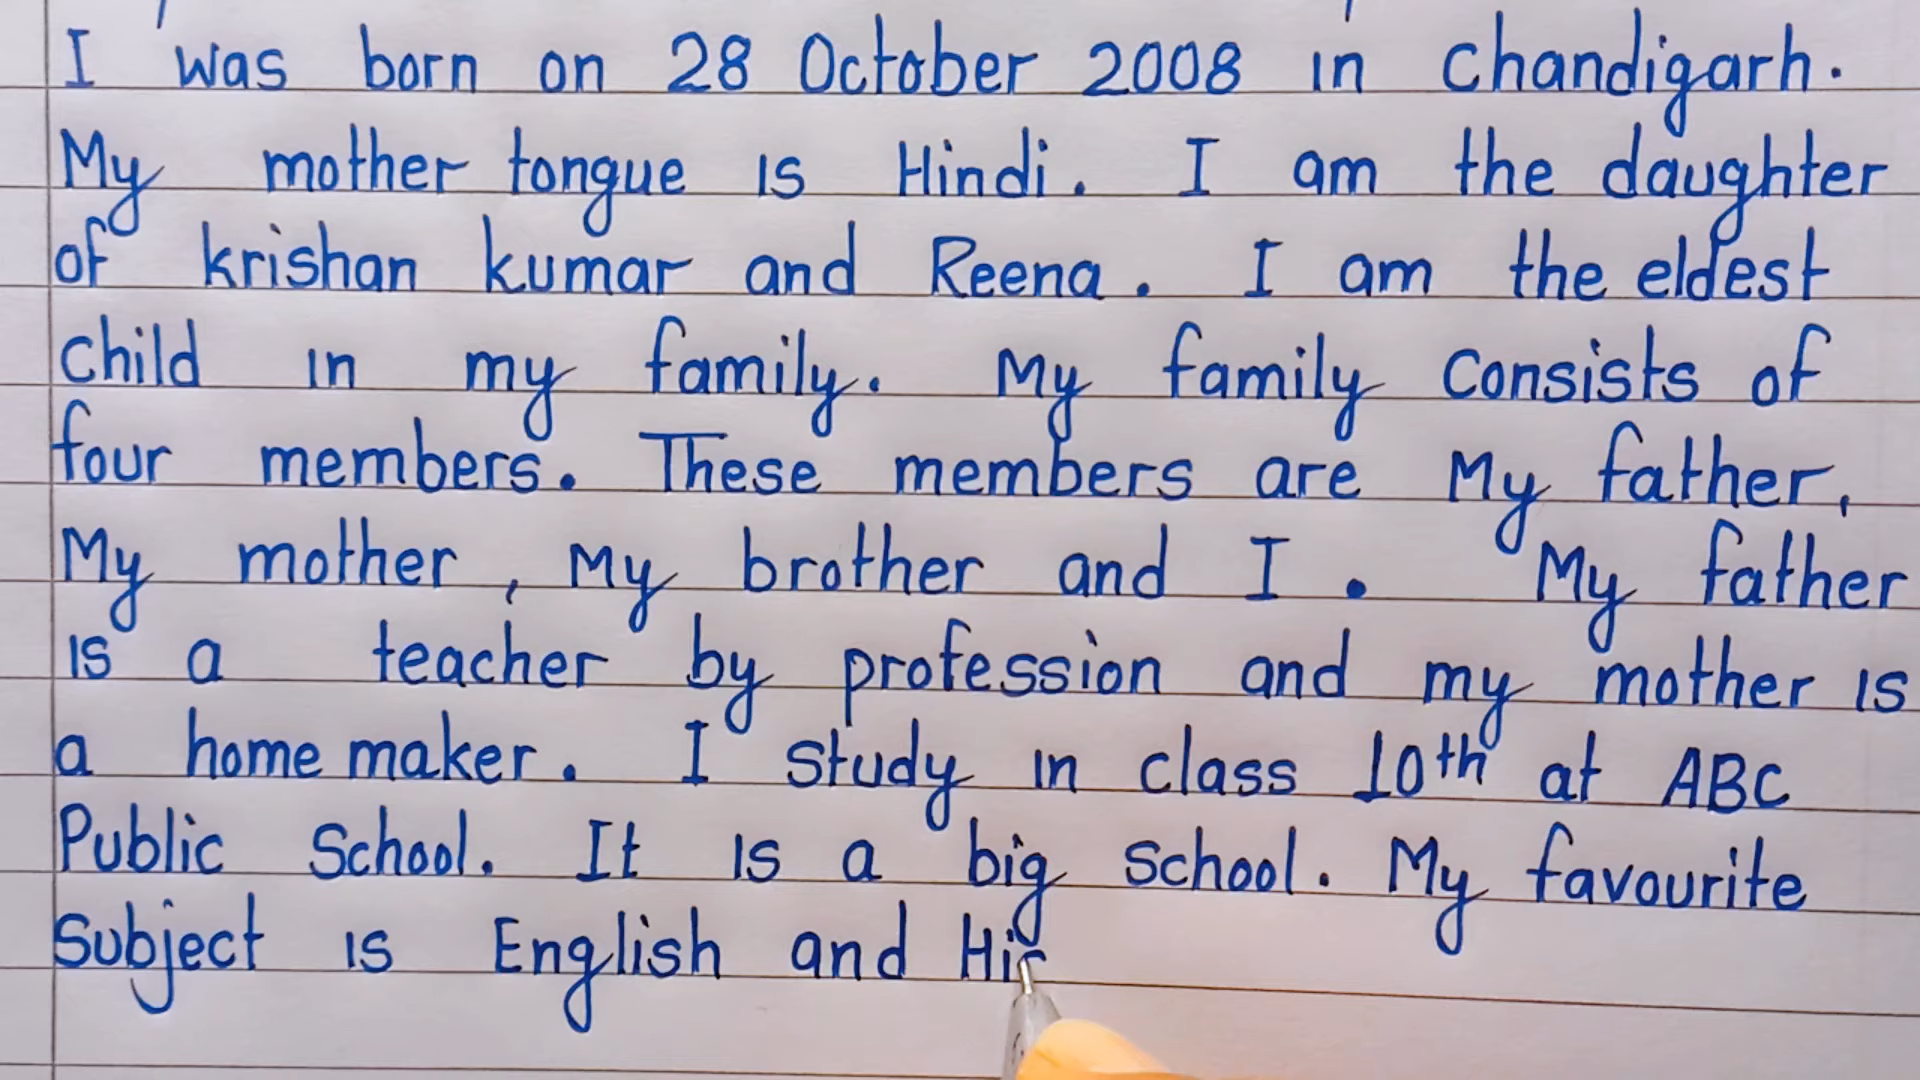 I was born on 28 October 2008 in Chandigarh.
My mother tongue is Hindi. I am the daughter
of krishan kumar and Reena. I am the eldest
child in my family. My family consists of
four members. These members are My father,
My mother, My brother and I. My father
is a teacher by profession and my mother is
a home maker. I study in class 10th at ABC
Public School. It is a big school. My favourite
Subject is English and